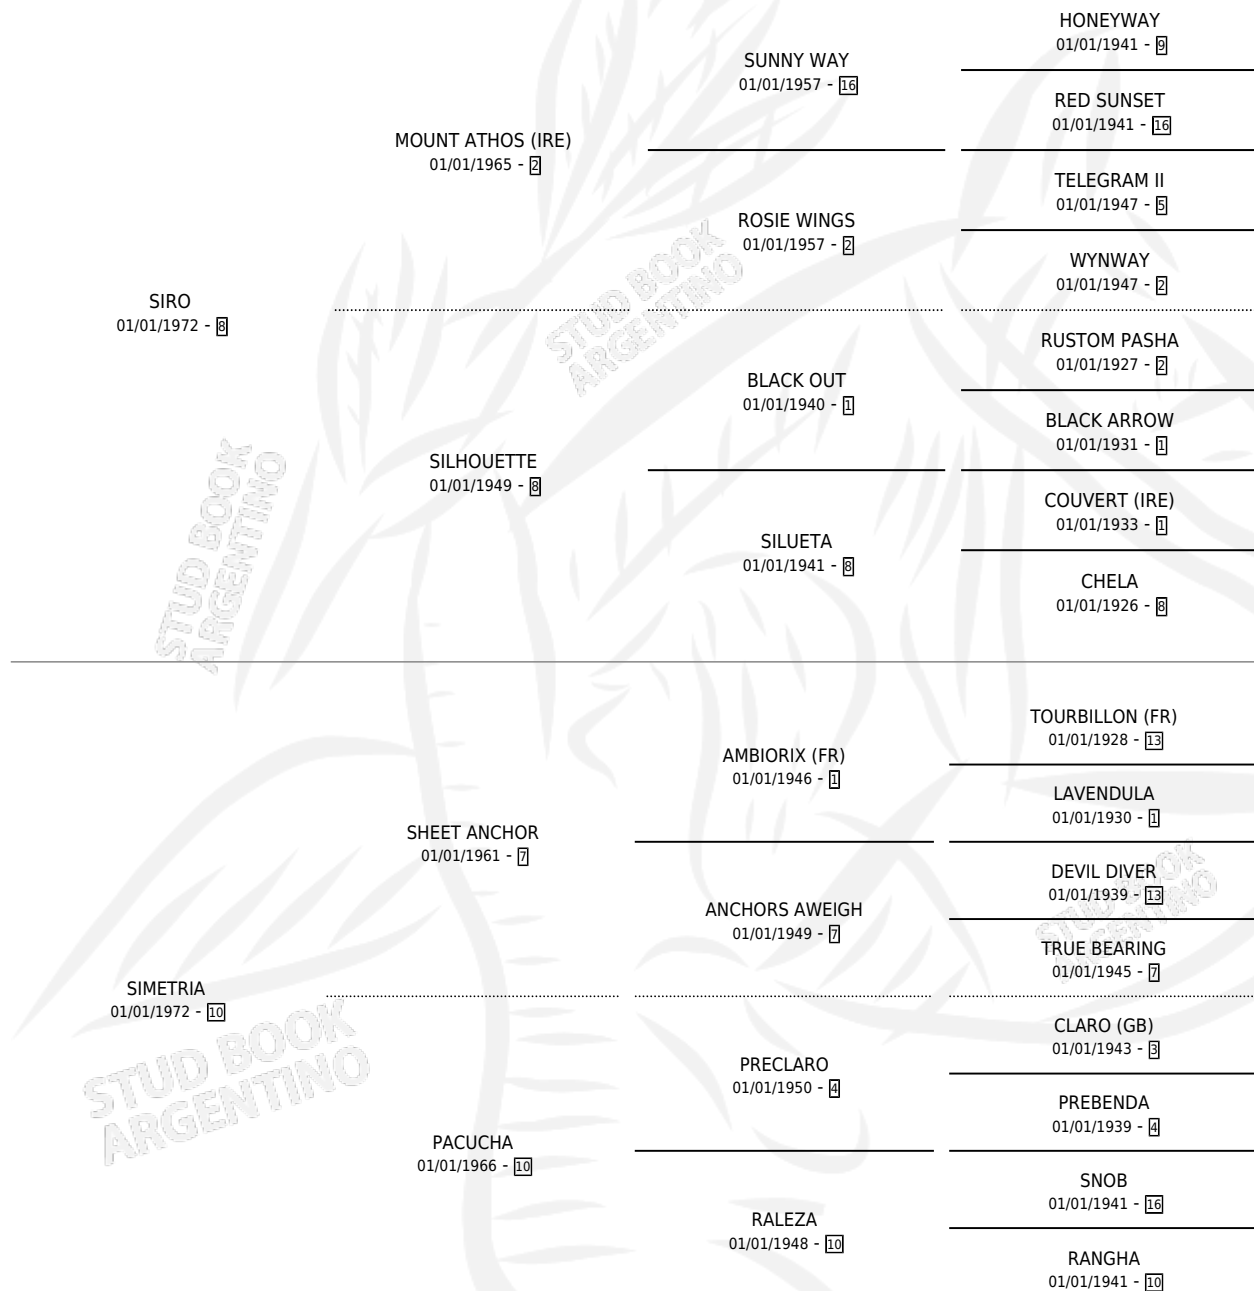 HONEYWAY
01/01/1941 - 9
SUNNY WAY
01/01/1957 - 16
RED SUNSET
01/01/1941 - 16
MOUNT ATHOS (IRE)
01/01/1965 - 2
TELEGRAM II
01/01/1947 - 5
ROSIE WINGS
01/01/1957 - 2
WYNWAY
01/01/1947 - 2
SIRO
01/01/1972 - 8
STUD BOOK
ARGENTINO
RUSTOM PASHA
01/01/1927 - 2
BLACK OUT
01/01/1940 - 1
BLACK ARROW
01/01/1931 - 1
SILHOUETTE
01/01/1949 - 8
COUVERT (IRE)
01/01/1933 - 1
SILUETA
01/01/1941 - 8
CHELA
01/01/1926 - 8
STUD BOOK
ARGENTINO
TOURBILLON (FR)
01/01/1928 - 13
AMBIORIX (FR)
01/01/1946 - 1
LAVENDULA
01/01/1930 - 1
SHEET ANCHOR
01/01/1961 - 7
DEVIL DIVER
01/01/1939 - 13
ANCHORS AWEIGH
01/01/1949 - 7
TRUE BEARING
01/01/1945 - 7
STUD BOOK
ARGENTINO
SIMETRIA
01/01/1972 - 10
CLARO (GB)
01/01/1943 - 3
PRECLARO
01/01/1950 - 4
PREBENDA
01/01/1939 - 4
STUD BOOK
ARGENTINO
PACUCHA
01/01/1966 - 10
SNOB
01/01/1941 - 16
RALEZA
01/01/1948 - 10
RANGHA
01/01/1941 - 10